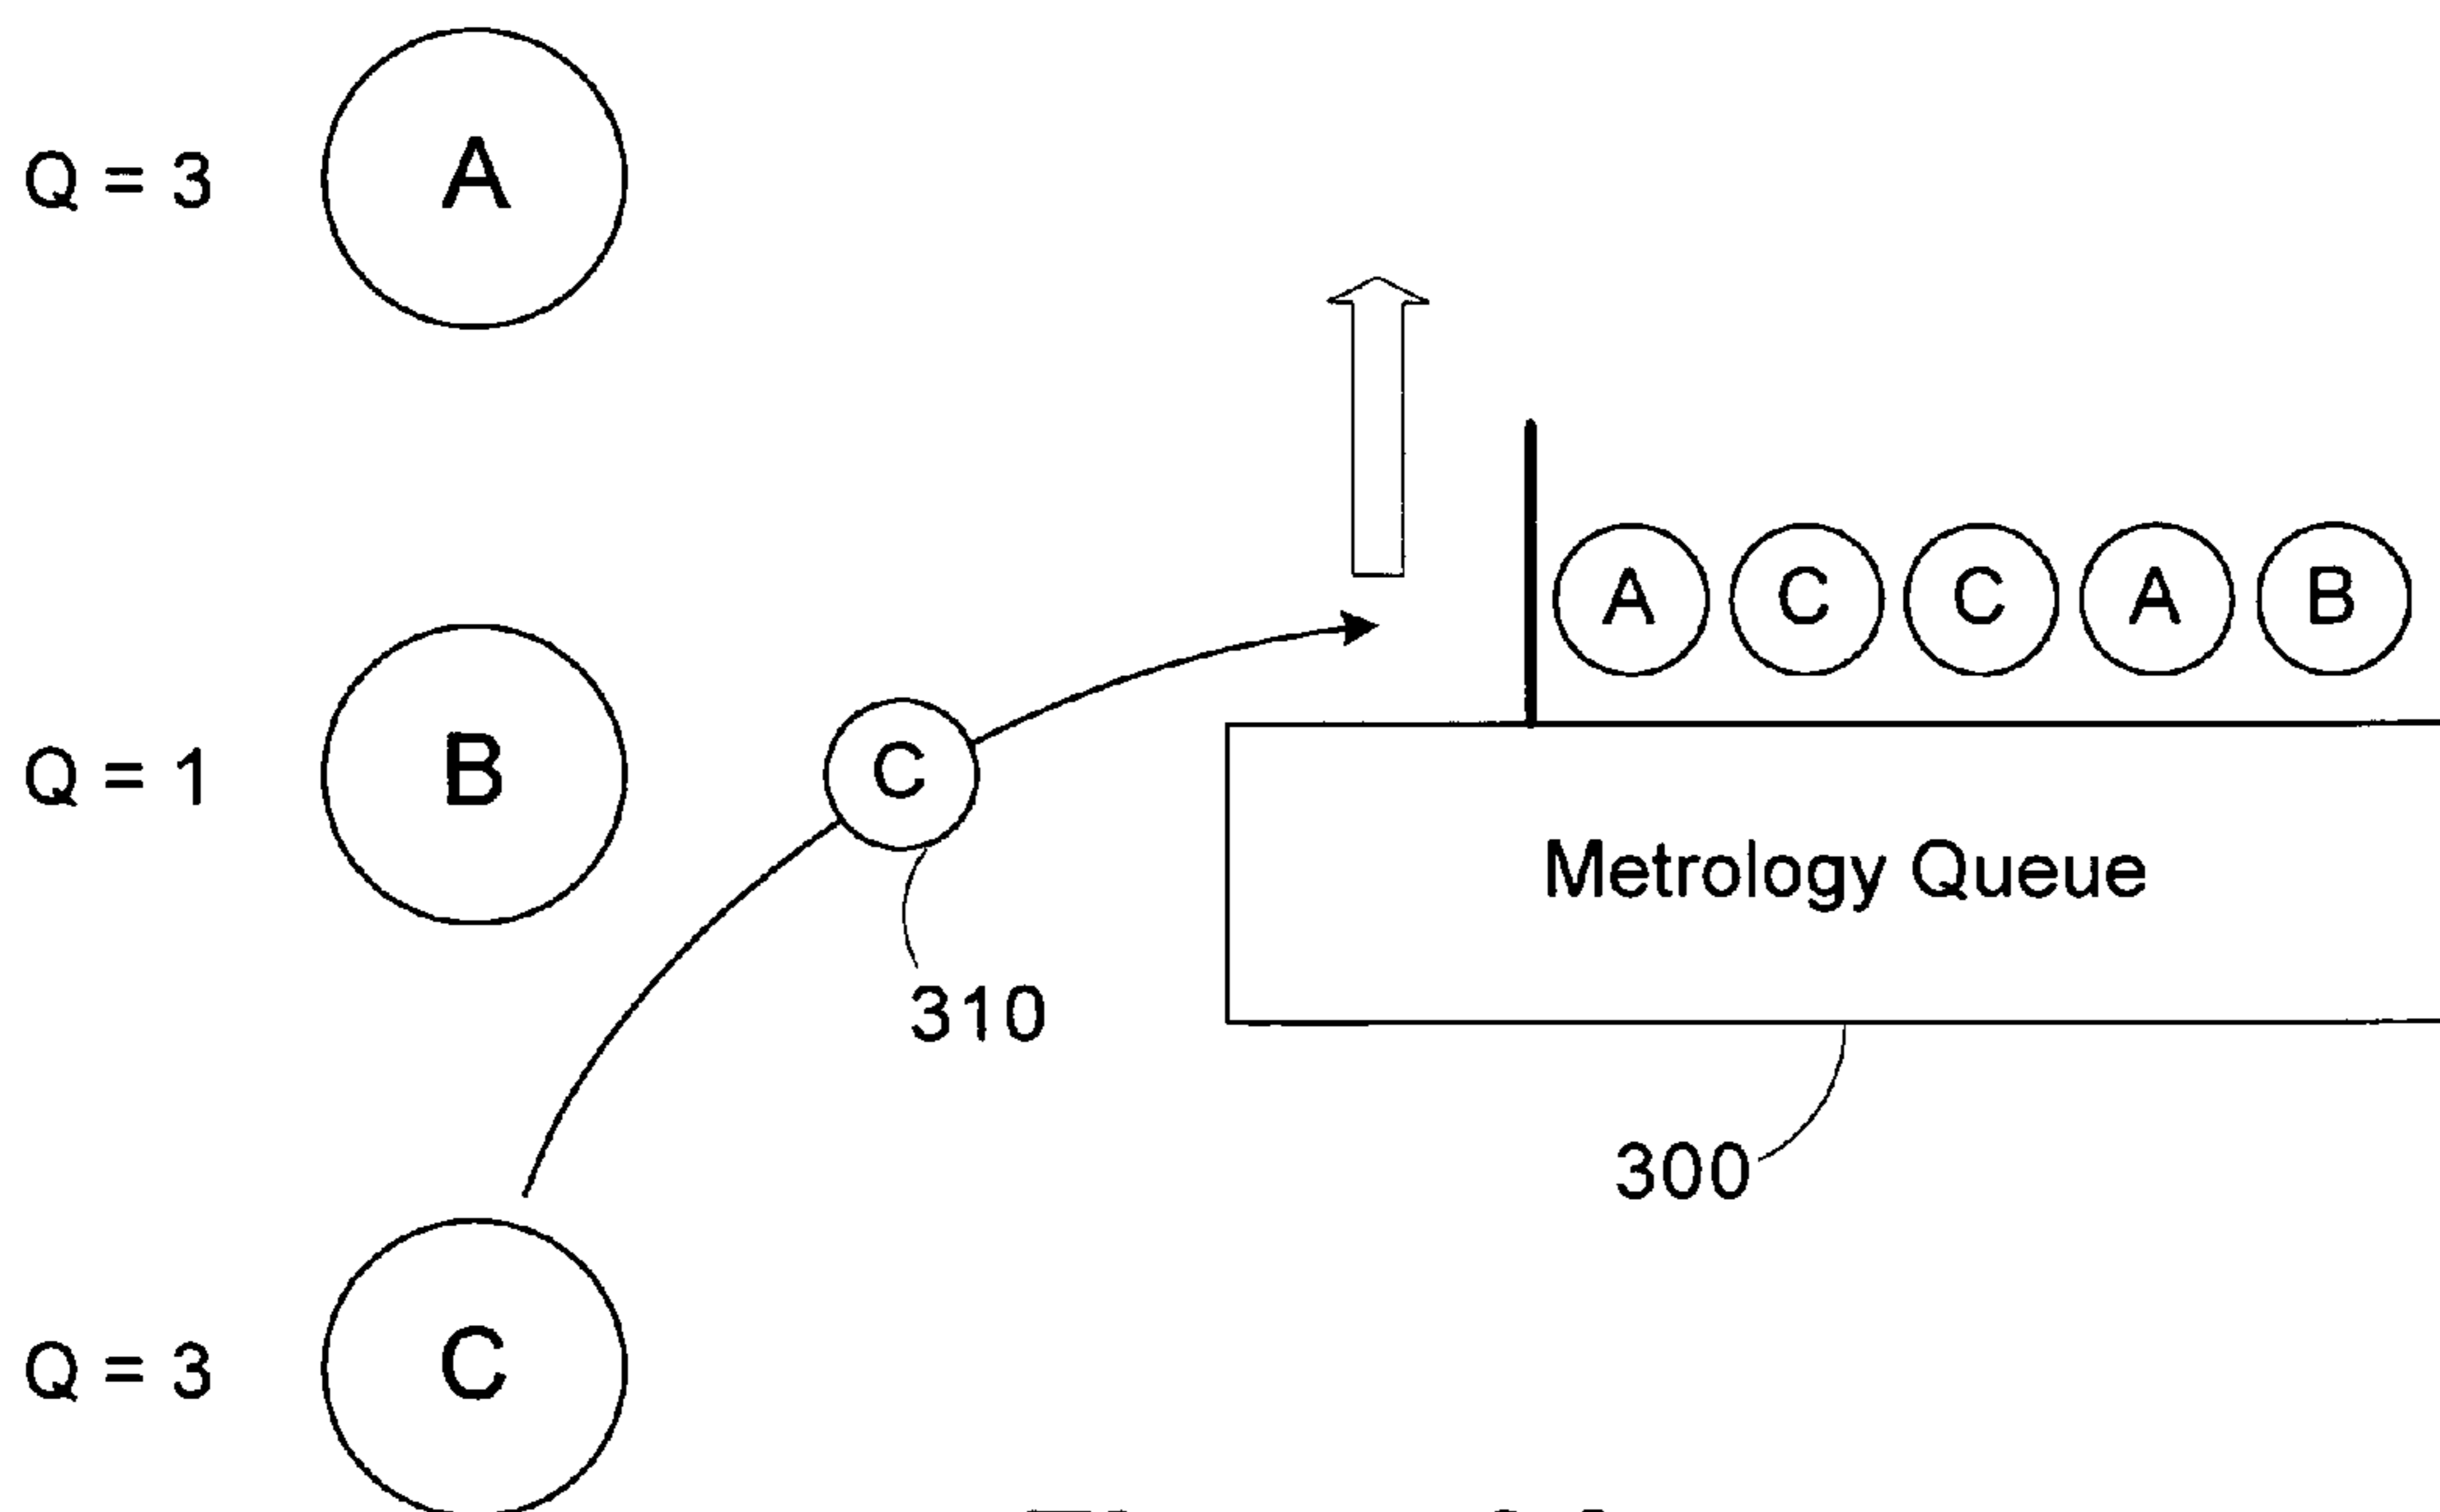 Q = 3
A
A C C A B
Q = 1
B
C
Metrology Queue
310
300
Q = 3
C